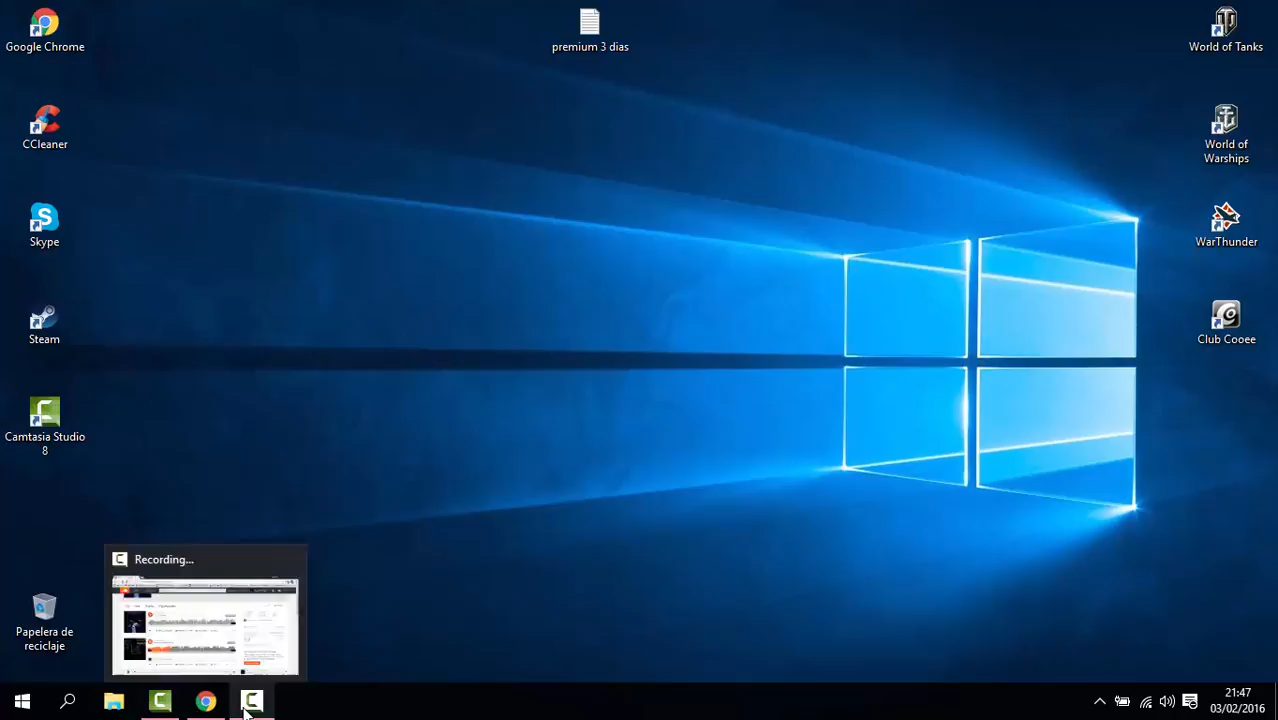 Google Chrome
premium 3 dias
World of Tanks
CCleaner
World of
Warships
Skype
WarThunder
Steam
Club Cooee
Camtasia Studio
8
Recording...
Papelera de
reciclaje
21:47
03/02/2016